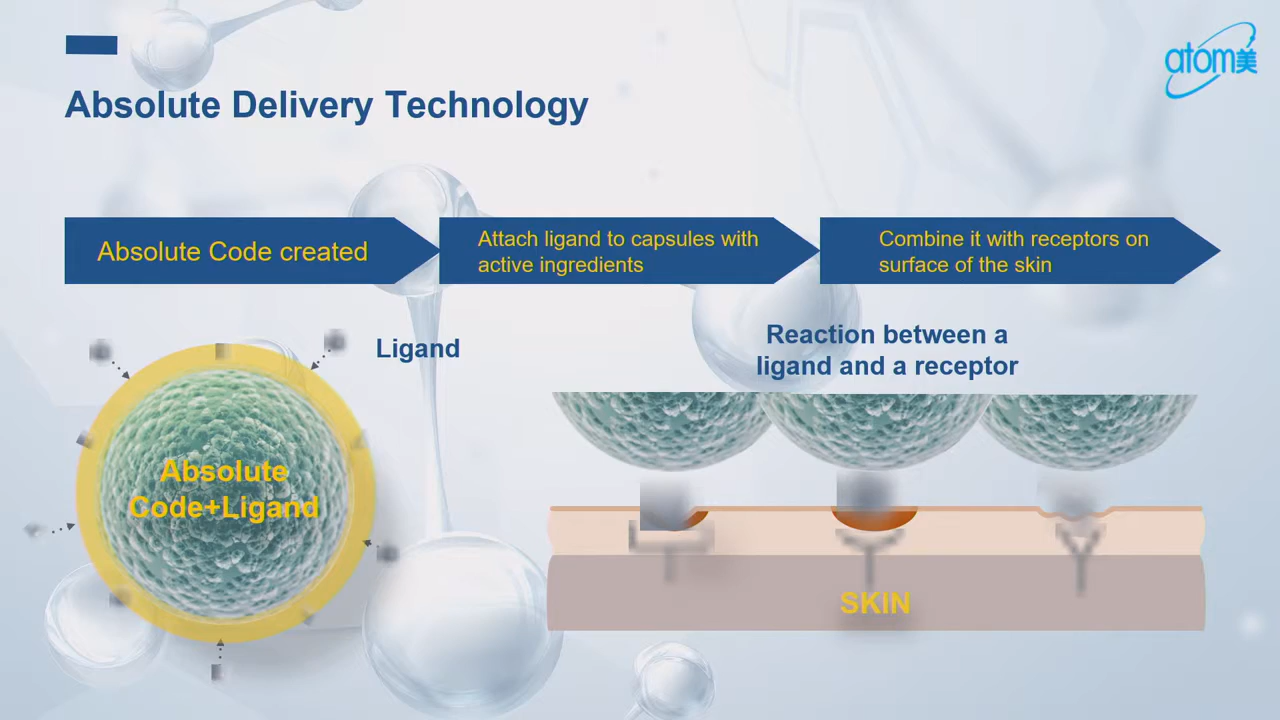 atom美
Absolute Delivery Technology
Absolute Code created
Attach ligand to capsules with
active ingredients
Combine it with receptors on
surface of the skin
Ligand
Reaction between a
ligand and a receptor
Absolute
Code+Ligand
SKIN